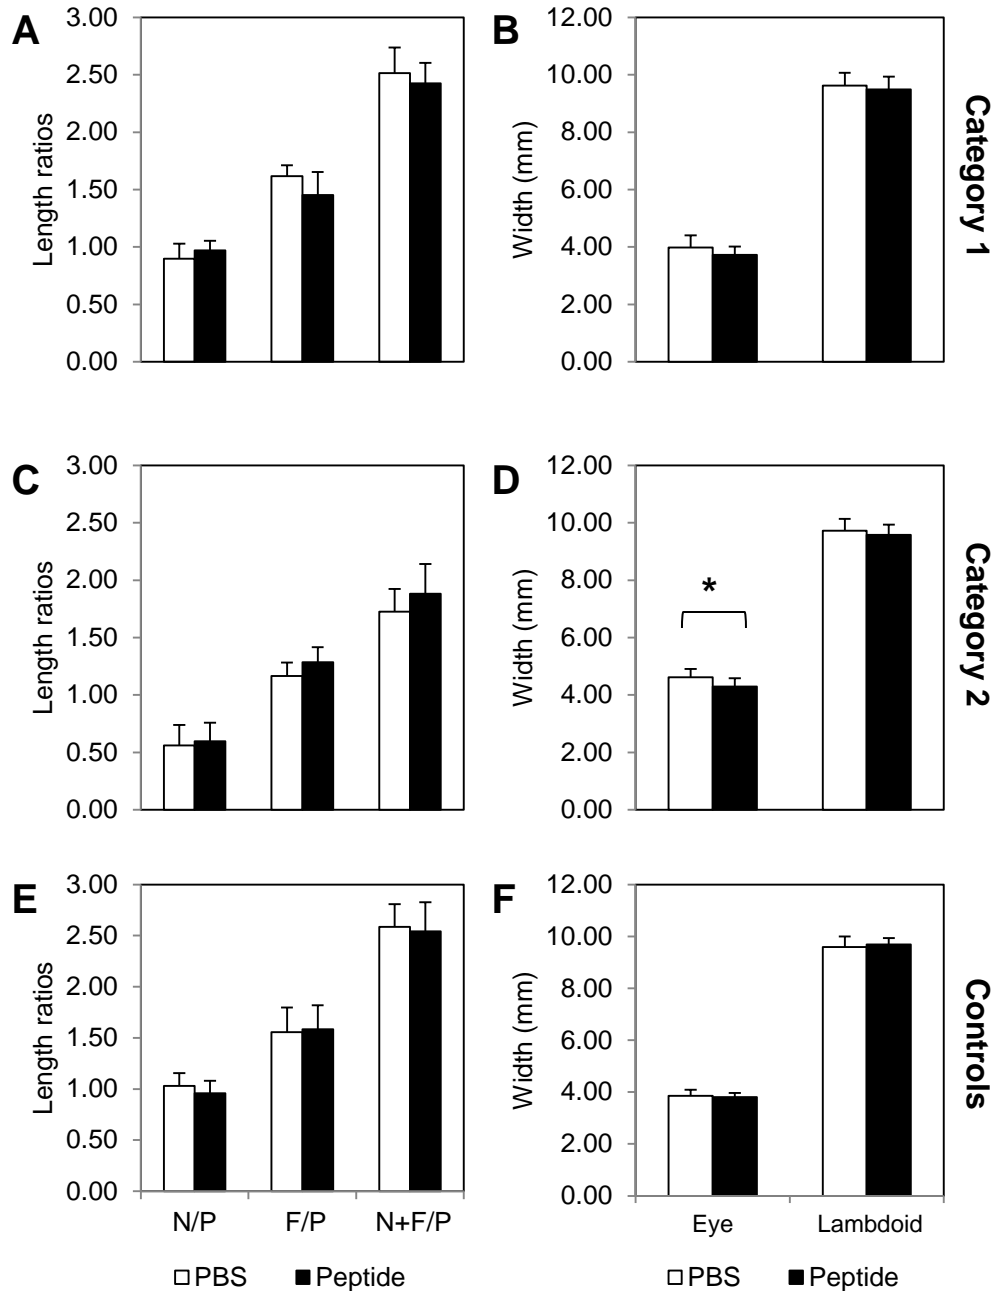 A
3.00
2.50
2.00
1.50
1.00
0.50
0.00
Length ratios
B
12.00
10.00
8.00
6.00
4.00
2.00
0.00
Width (mm)
Category 1
C
3.00
2.50
2.00
1.50
1.00
0.50
0.00
Length ratios
D
12.00
10.00
8.00
6.00
4.00
2.00
0.00
Width (mm)
*
Category 2
E
3.00
2.50
2.00
1.50
1.00
0.50
0.00
Length ratios
N/P F/P N+F/P
PBS Peptide
F
12.00
10.00
8.00
6.00
4.00
2.00
0.00
Width (mm)
Eye Lambdoid
PBS Peptide
Controls